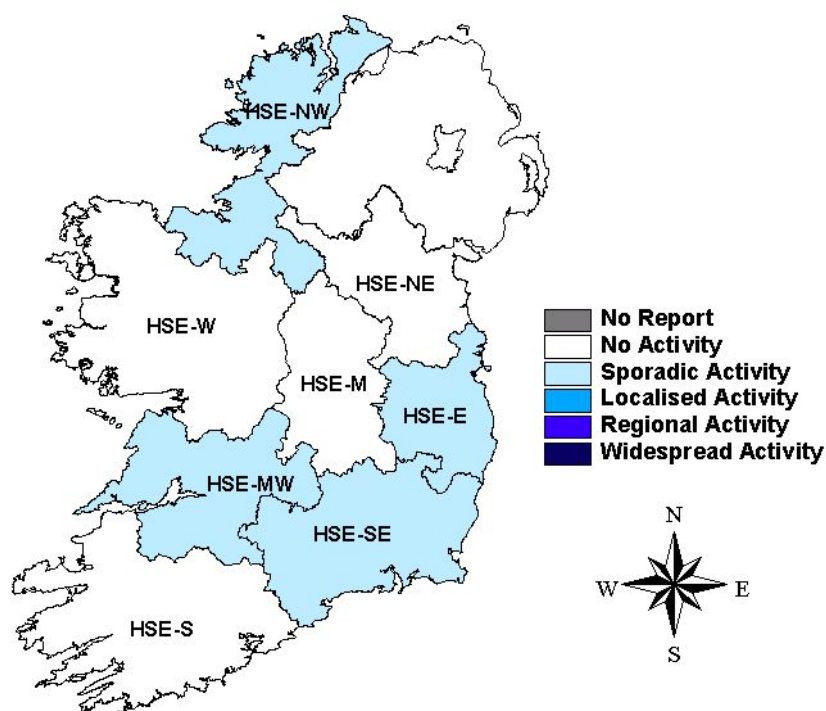 HSE-NW
HSE-NE
HSE-W
HSE-M
HSE-E
HSE-MW
HSE-SE
HSE-S
No Report
No Activity
Sporadic Activity
Localised Activity
Regional Activity
Widespread Activity
N
W E
S